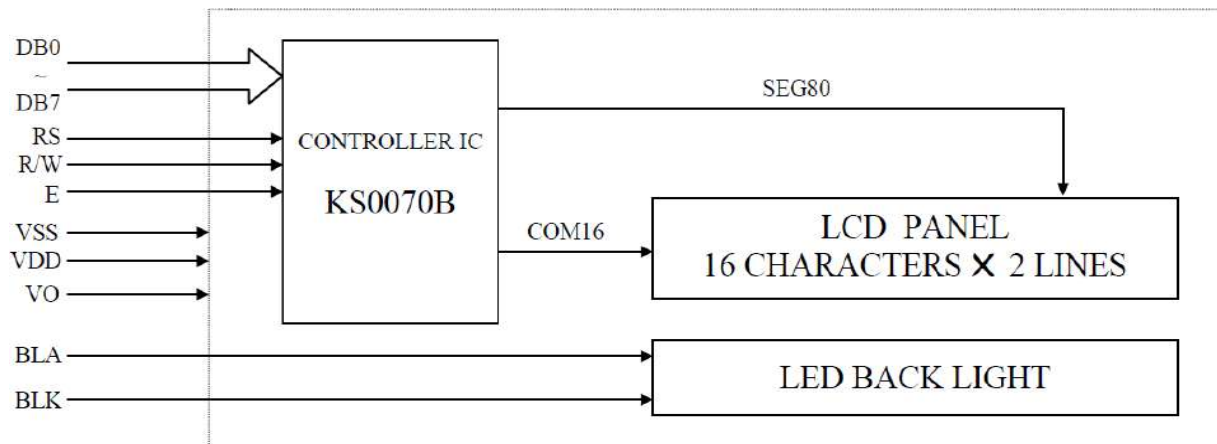 DB0
~
DB7
RS
R/W
E
VSS
VDD
VO
BLA
BLK
CONTROLLER IC
KS0070B
SEG80
COM16
LCD PANEL
16 CHARACTERS X 2 LINES
LED BACK LIGHT